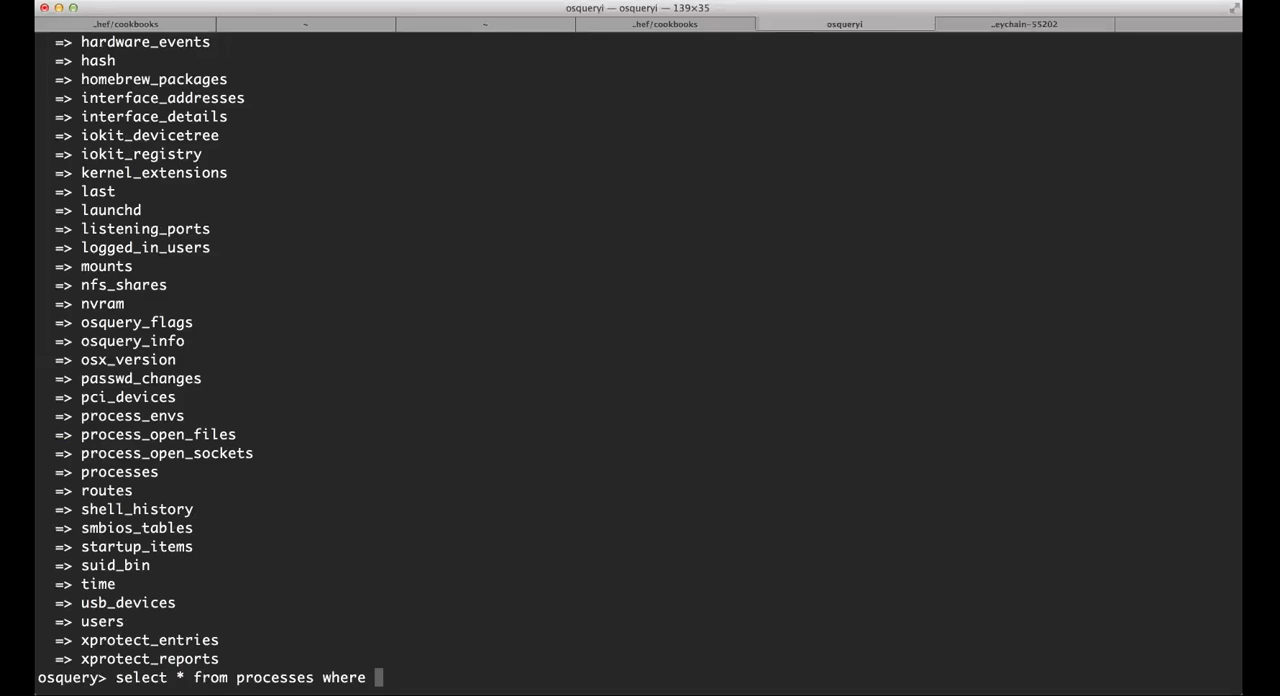 osqueryi — osqueryi — 139×35
..hef/cookbooks ~ ~ ..hef/cookbooks osqueryi ..eychain-55202
=> hardware_events
=> hash
=> homebrew_packages
=> interface_addresses
=> interface_details
=> iokit_devicetree
=> iokit_registry
=> kernel_extensions
=> last
=> launchd
=> listening_ports
=> logged_in_users
=> mounts
=> nfs_shares
=> nvram
=> osquery_flags
=> osquery_info
=> osx_version
=> passwd_changes
=> pci_devices
=> process_envs
=> process_open_files
=> process_open_sockets
=> processes
=> routes
=> shell_history
=> smbios_tables
=> startup_items
=> suid_bin
=> time
=> usb_devices
=> users
=> xprotect_entries
=> xprotect_reports
osquery> select * from processes where